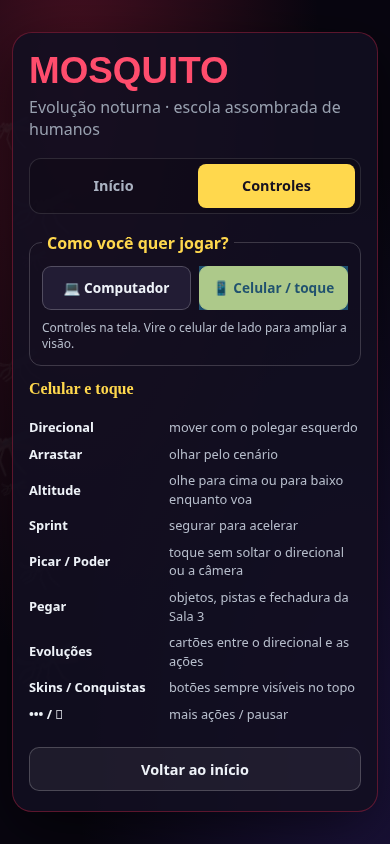 MOSQUITO
Evolução noturna · escola assombrada de
humanos
Início
Controles
Como você quer jogar?
💻 Computador
📱 Celular / toque
Controles na tela. Vire o celular de lado para ampliar a
visão.
Celular e toque
Direcional mover com o polegar esquerdo
Arrastar olhar pelo cenário
Altitude olhe para cima ou para baixo
enquanto voa
Sprint segurar para acelerar
Picar / Poder toque sem soltar o direcional
ou a câmera
Pegar objetos, pistas e fechadura da
Sala 3
Evoluções cartões entre o direcional e as
ações
Skins / Conquistas botões sempre visíveis no topo
••• / mais ações / pausar
Voltar ao início